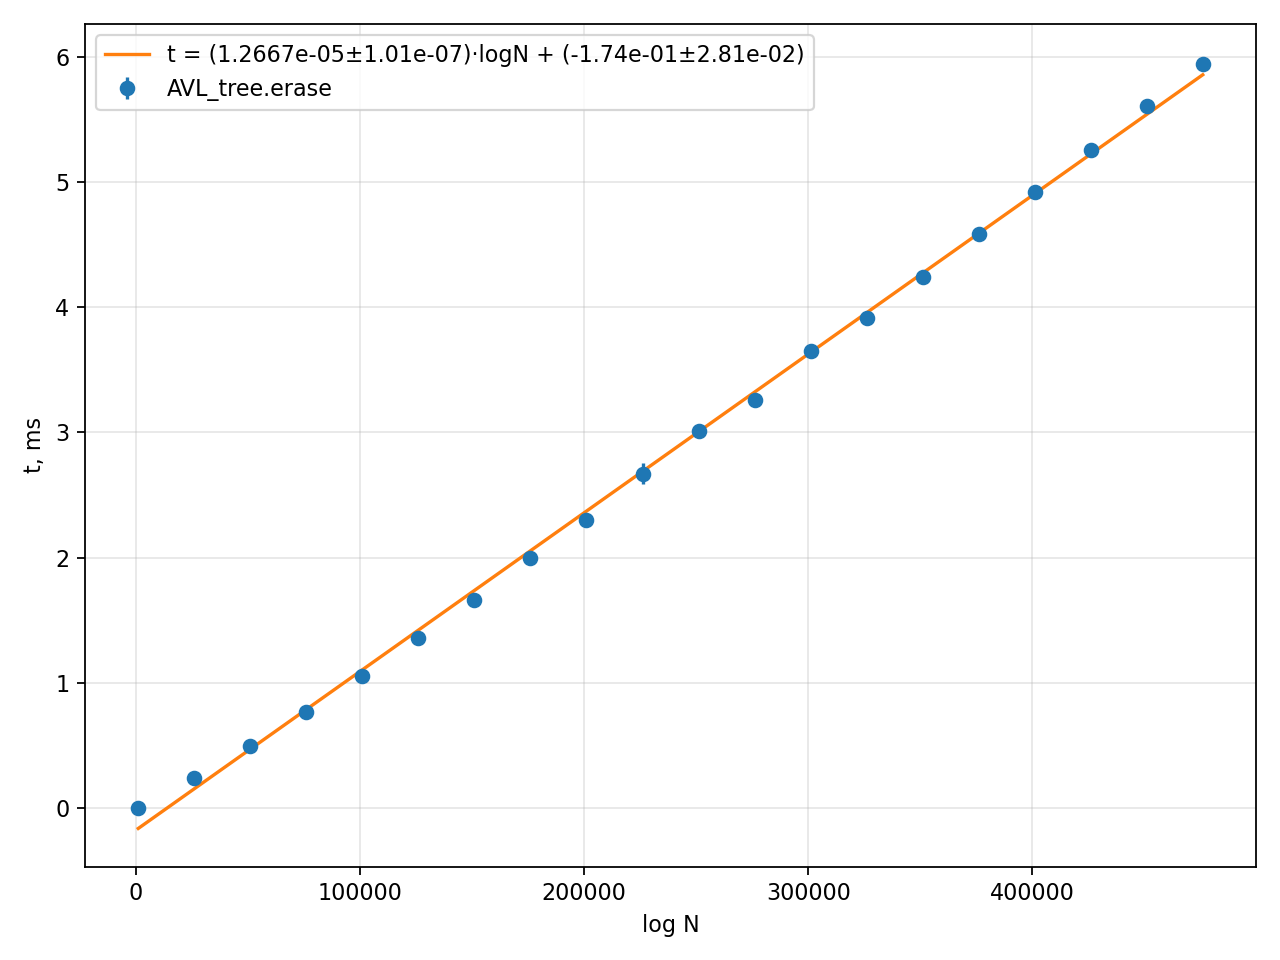 t = (1.2667e-05±1.01e-07)·logN + (-1.74e-01±2.81e-02)
AVL_tree.erase
6
5
4
3
2
1
0
t, ms
0 100000 200000 300000 400000
log N